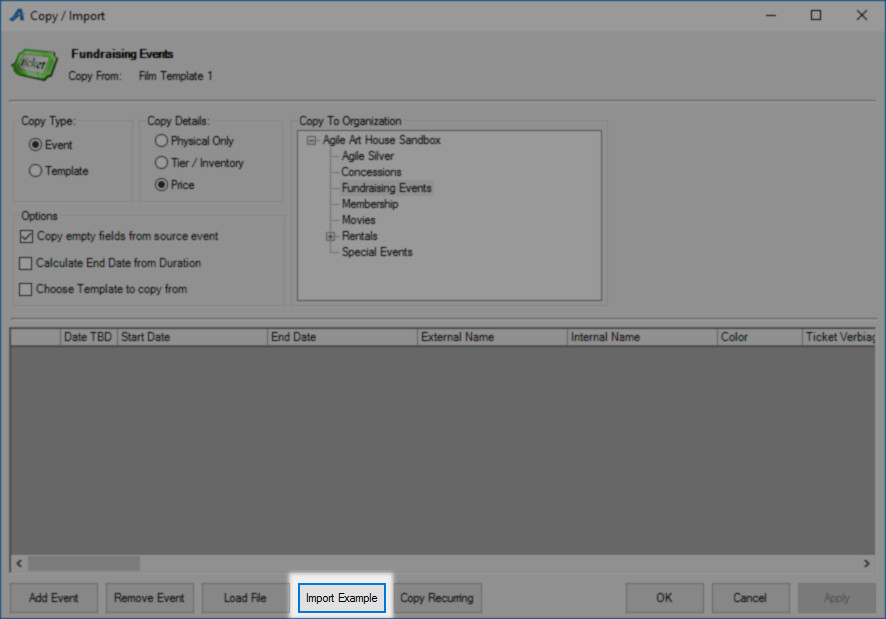 Copy / Import
Ticket
Fundraising Events
Copy From: Film Template 1
Copy Type:
Event
Template
Copy Details:
Physical Only
Tier / Inventory
Price
Options
Copy empty fields from source event
Calculate End Date from Duration
Choose Template to copy from
Copy To Organization
Agile Art House Sandbox
Agile Silver
Concessions
Fundraising Events
Membership
Movies
Rentals
Special Events
Date TBD Start Date End Date External Name Internal Name Color Ticket Verbiag
Add Event Remove Event Load File Import Example Copy Recurring OK Cancel Apply